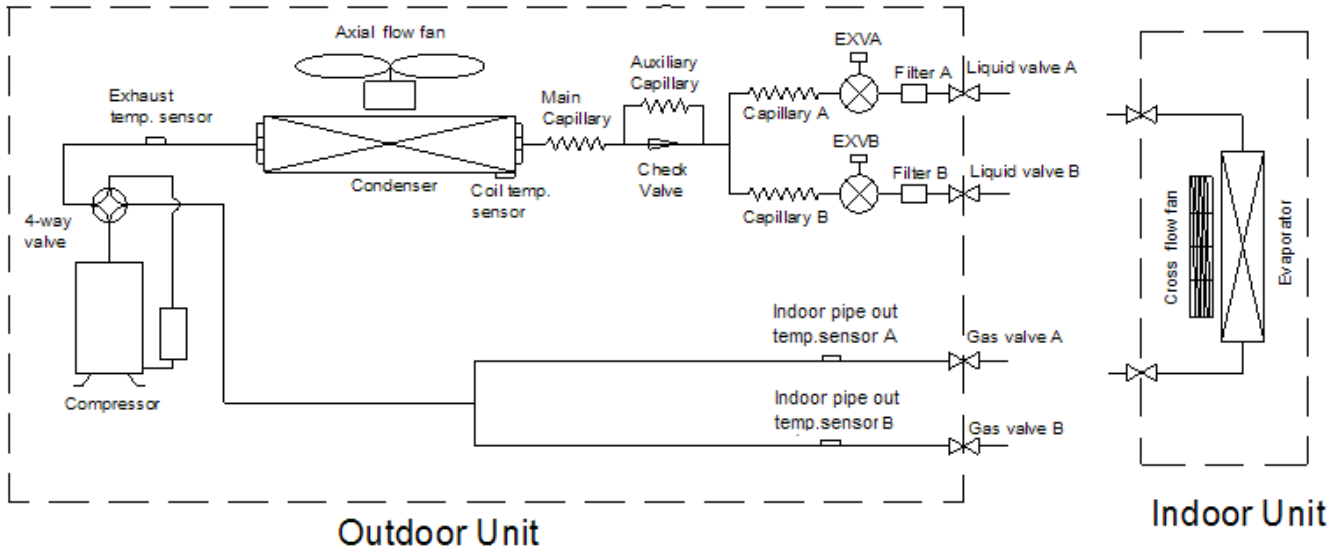 Axial flow fan
EXVA
Auxiliary
Capillary
Filter A
Liquid valve A
Exhaust
temp. sensor
Main
Capillary
Capillary A
EXVB
Condenser
Coil temp.
sensor
Check
Valve
Filter B
Liquid valve B
Capillary B
4-way
valve
Compressor
Indoor pipe out
temp.sensor A
Gas valve A
Indoor pipe out
temp.sensor B
Gas valve B
Outdoor Unit
Cross flow fan
Evaporator
Indoor Unit